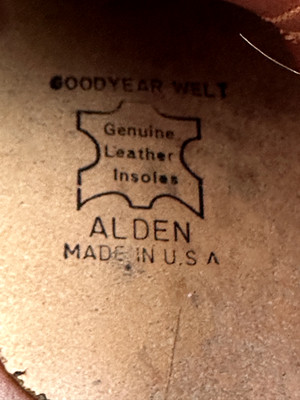 GOODYEAR WELT
Genuine
Leather
Insoles
ALDEN
MADE IN U.S A